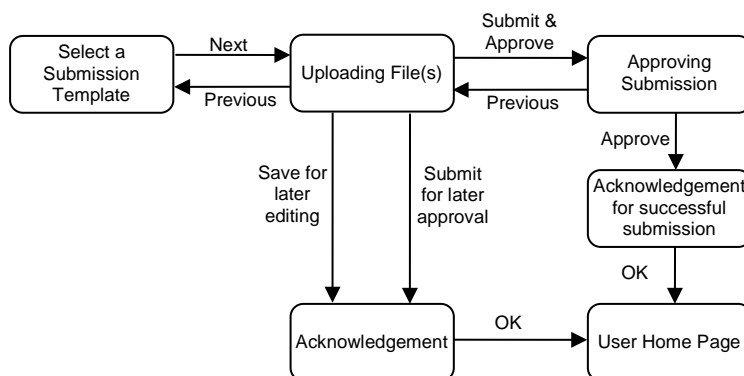 Select a
Submission
Template
Next
Previous
Uploading File(s)
Submit &
Approve
Previous
Approving
Submission
Approve
Save for
later
editing
Submit
for later
approval
Acknowledgement
for successful
submission
OK
Acknowledgement
OK
User Home Page